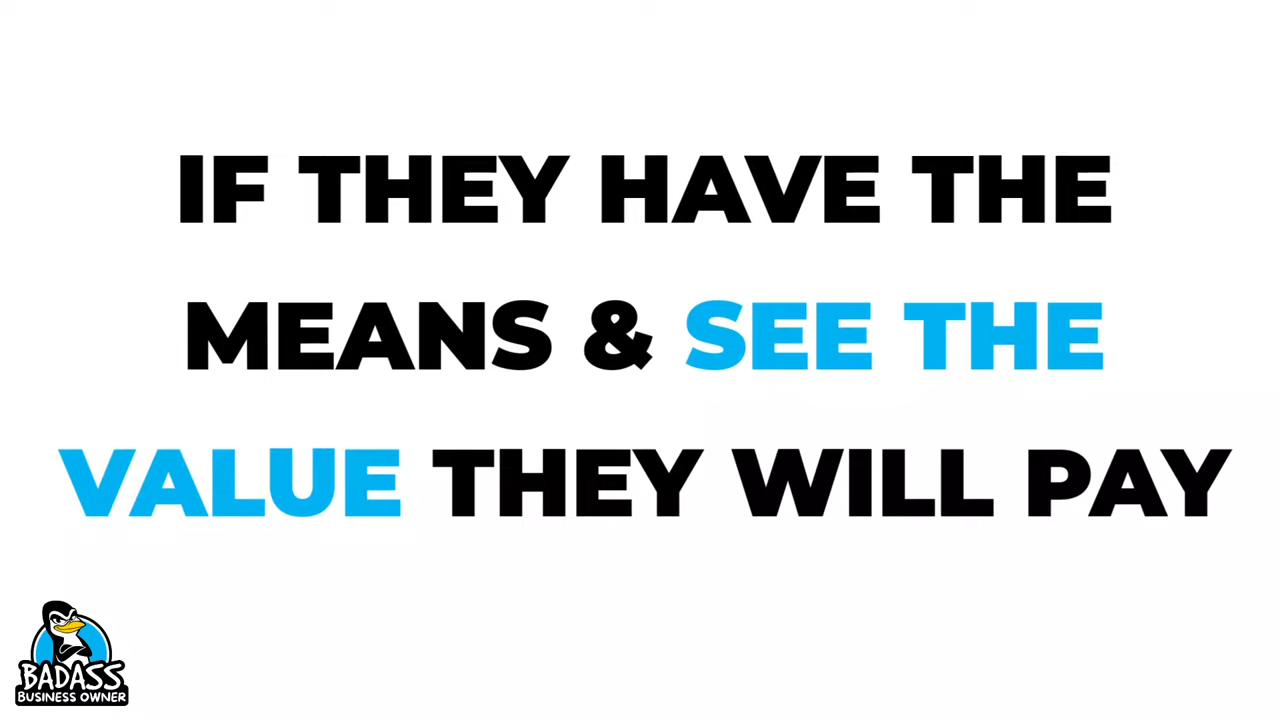 IF THEY HAVE THE
MEANS & SEE THE
VALUE THEY WILL PAY
BADASS
BUSINESS OWNER